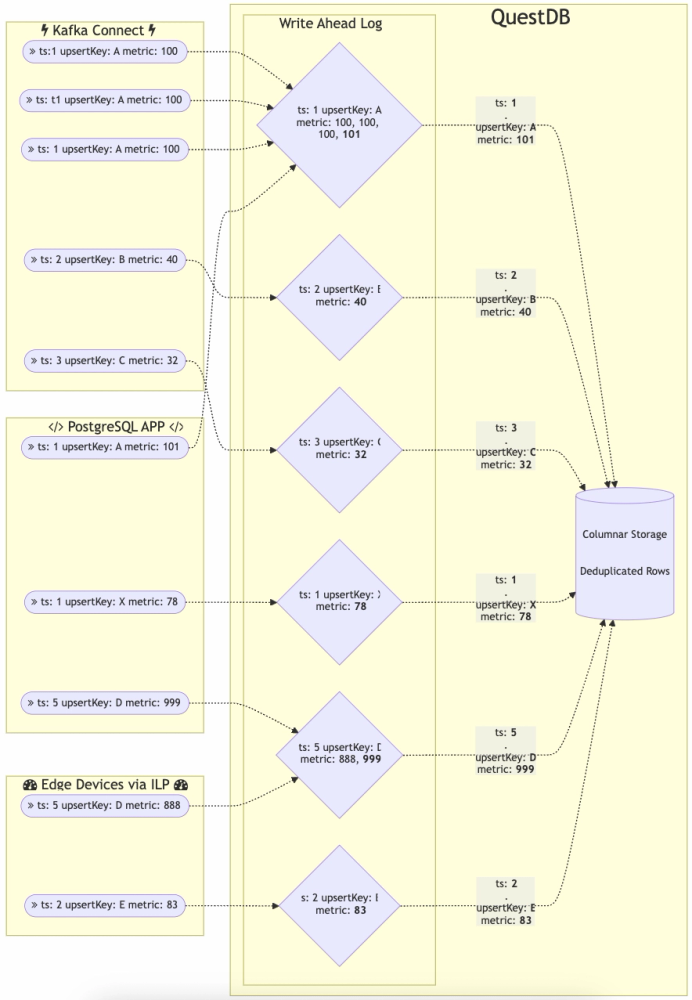 QuestDB
Kafka Connect
Write Ahead Log
» ts:1 upsertKey: A metric: 100
» ts: t1 upsertKey: A metric: 100
» ts: 1 upsertKey: A metric: 100
» ts: 2 upsertKey: B metric: 40
» ts: 3 upsertKey: C metric: 32
</> PostgreSQL APP </>
» ts: 1 upsertKey: A metric: 101
» ts: 1 upsertKey: X metric: 78
» ts: 5 upsertKey: D metric: 999
Edge Devices via ILP
» ts: 5 upsertKey: D metric: 888
» ts: 2 upsertKey: E metric: 83
ts: 1 upsertKey: A
metric: 100, 100,
100, 101
ts: 2 upsertKey:
metric: 40
ts: 3 upsertKey:
metric: 32
ts: 1 upsertKey:
metric: 78
ts: 5 upsertKey:
metric: 888, 999
s: 2 upsertKey:
metric: 83
ts: 1
.
upsertKey: A
metric: 101
ts: 2
.
upsertKey: B
metric: 40
ts: 3
.
upsertKey: C
metric: 32
ts: 1
.
upsertKey: X
metric: 78
ts: 5
.
upsertKey: D
metric: 999
ts: 2
.
upsertKey: E
metric: 83
Columnar Storage
Deduplicated Rows